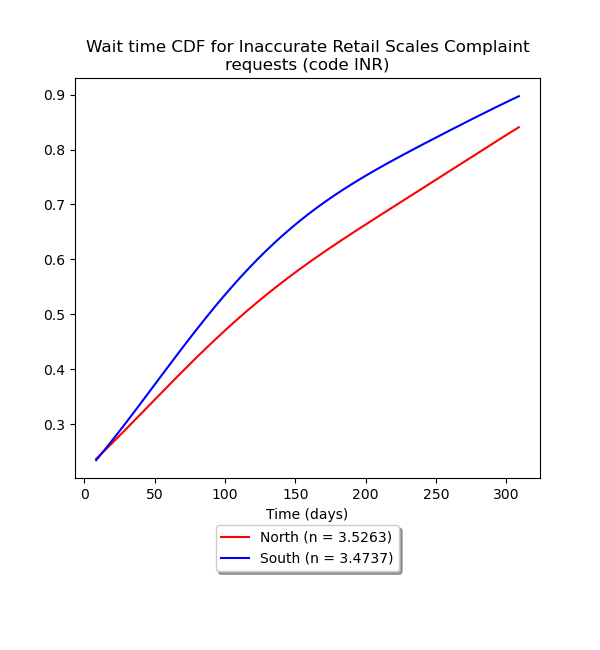 Wait time CDF for Inaccurate Retail Scales Complaint
requests (code INR)
0.9
0.8
0.7
0.6
0.5
0.4
0.3
0 50 100 150 200 250 300
Time (days)
North (n = 3.5263)
South (n = 3.4737)